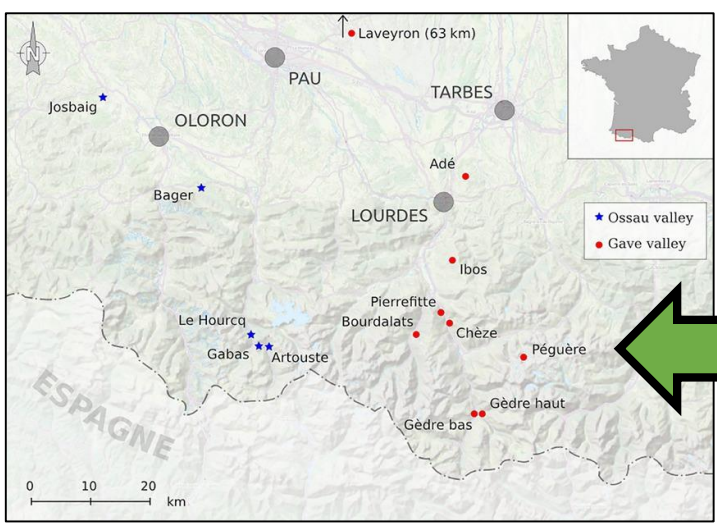 Laveyron (63 km)
N
PAU
TARBES
Josbaig
OLORON
Adé
Bager
LOURDES
Ossau valley
Gave valley
Ibos
Pierrefitte
Le Hourcq
Bourdalats
Chèze
Gabas
Artouste
Péguère
ESPAGNE
Gèdre haut
Gèdre bas
0 10 20
km